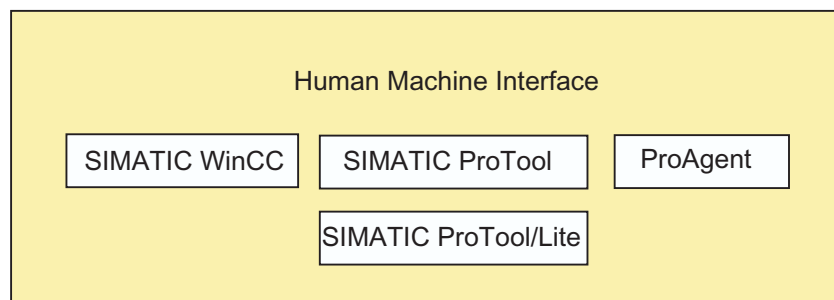 Human Machine Interface
SIMATIC WinCC
SIMATIC ProTool
ProAgent
SIMATIC ProTool/Lite